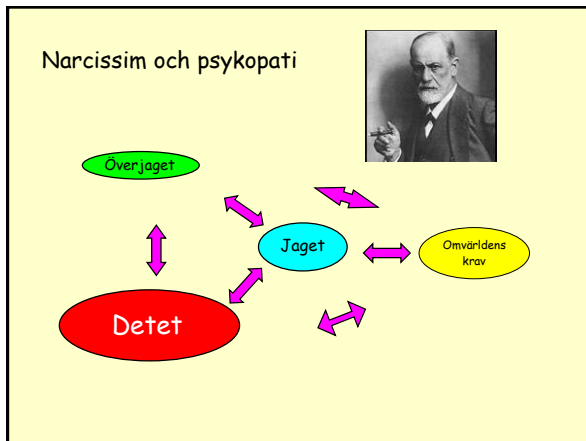 Narcissim och psykopati
Överjaget
Jaget
Omvärldens
krav
Detet